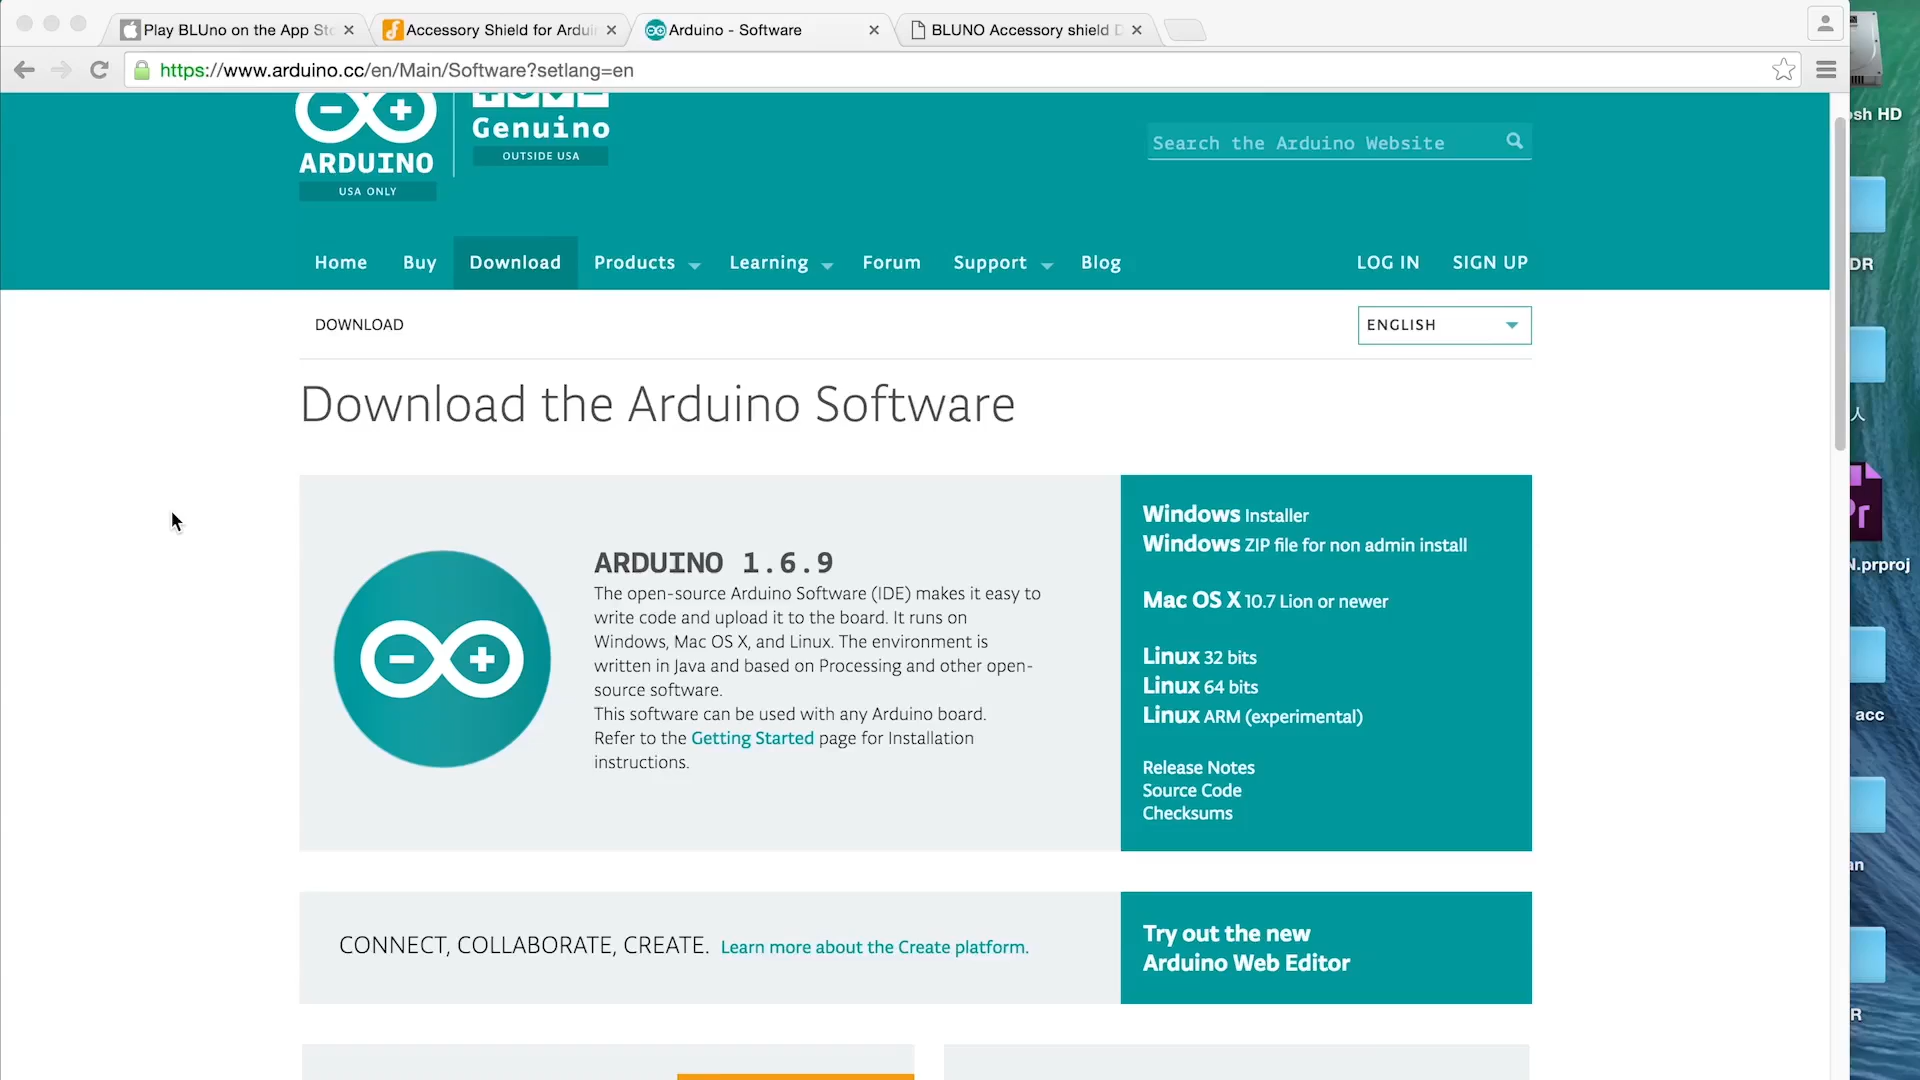 Play BLUno on the App Sto
Accessory Shield for Ardui
Arduino - Software
BLUNO Accessory shield D
https://www.arduino.cc/en/Main/Software?setlang=en
Genuino
OUTSIDE USA
ARDUINO
USA ONLY
Search the Arduino Website
Home
Buy
Download
Products
Learning
Forum
Support
Blog
LOG IN
SIGN UP
DOWNLOAD
ENGLISH
Download the Arduino Software
ARDUINO 1.6.9
The open-source Arduino Software (IDE) makes it easy to
write code and upload it to the board. It runs on
Windows, Mac OS X, and Linux. The environment is
written in Java and based on Processing and other open-
source software.
This software can be used with any Arduino board.
Refer to the Getting Started page for Installation
instructions.
Windows Installer
Windows ZIP file for non admin install
Mac OS X 10.7 Lion or newer
Linux 32 bits
Linux 64 bits
Linux ARM (experimental)
Release Notes
Source Code
Checksums
CONNECT, COLLABORATE, CREATE. Learn more about the Create platform.
Try out the new
Arduino Web Editor
osh HD
DR
人
Pr
N.prproj
acc
an
R